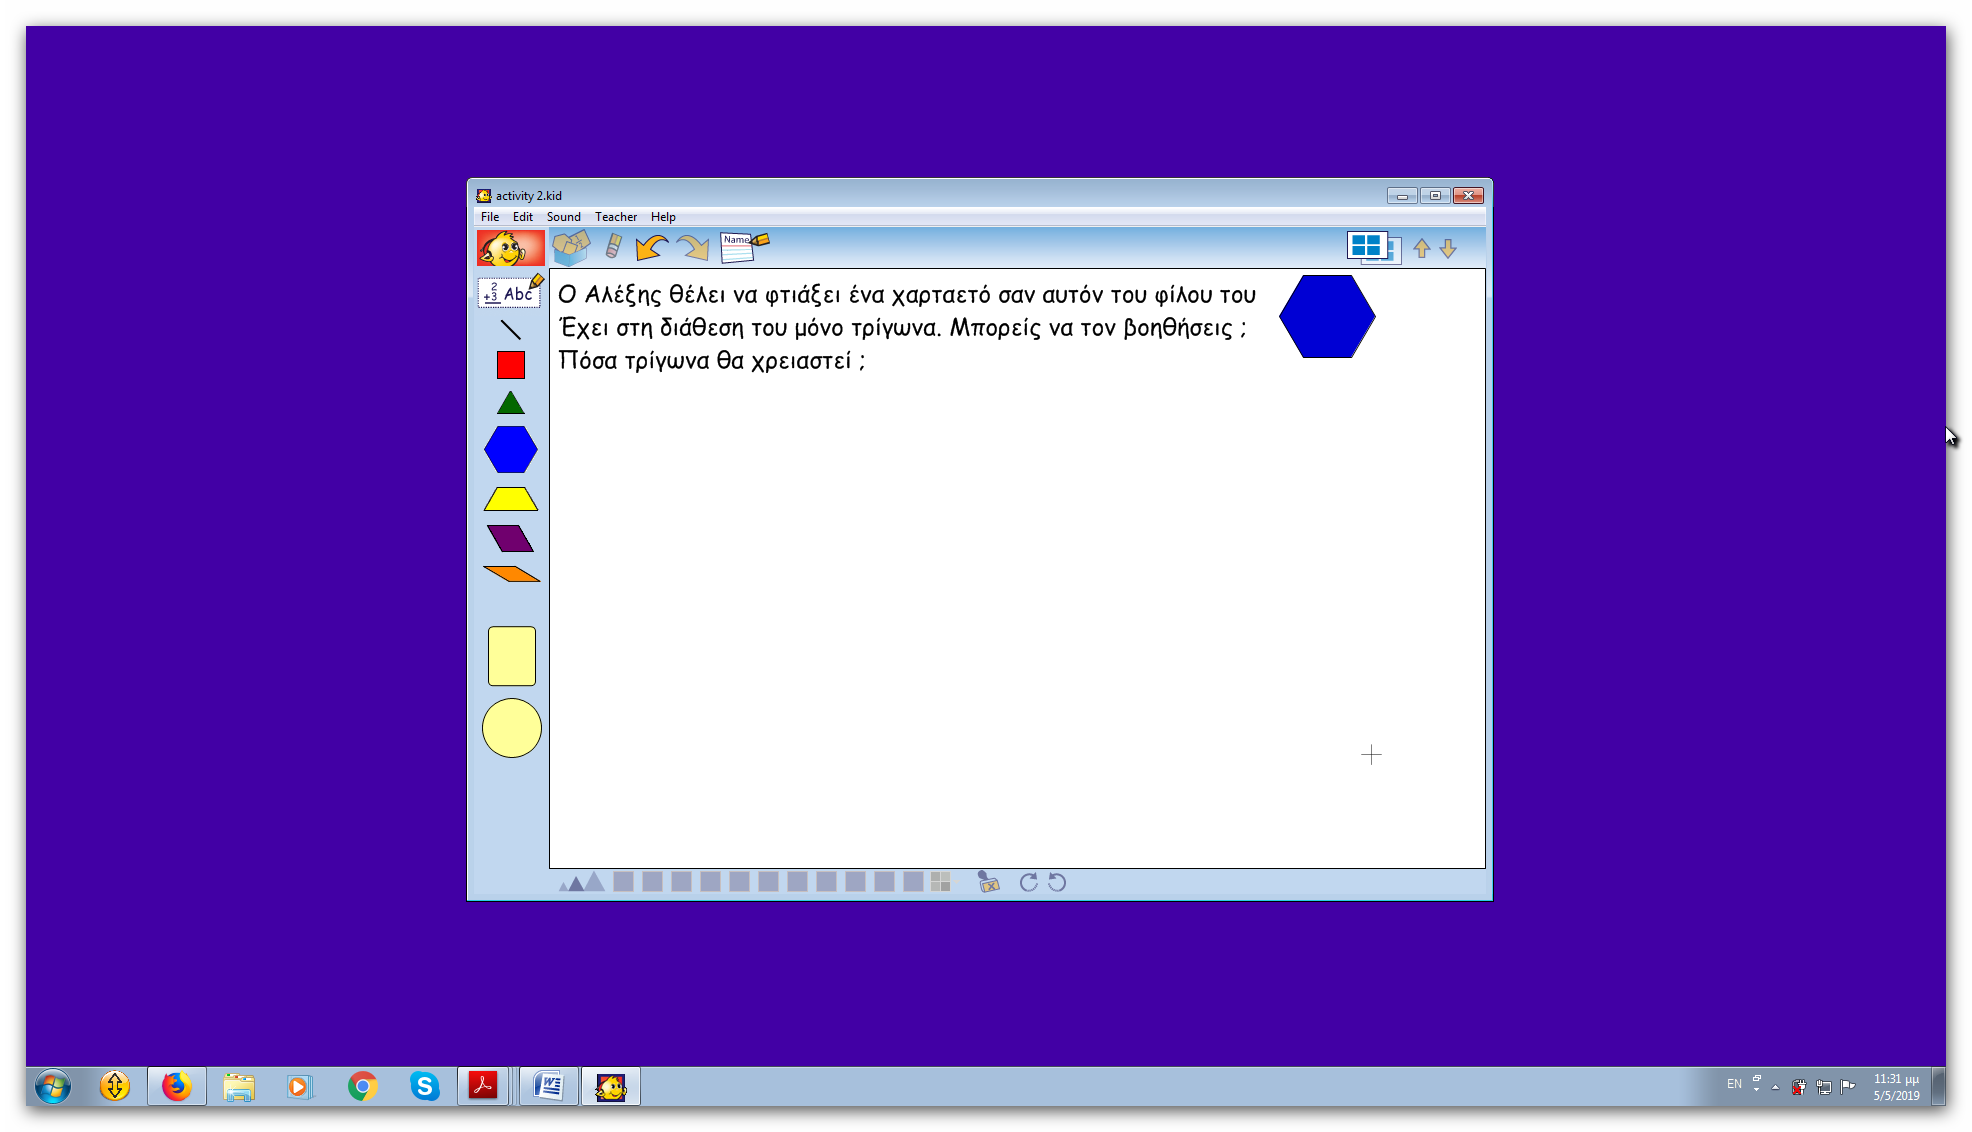 activity 2.kid
File Edit Sound Teacher Help
Name
2
+3 Abc
Ο Αλέξης θέλει να φτιάξει ένα χαρταετό σαν αυτόν του φίλου του
Έχει στη διάθεση του μόνο τρίγωνα. Μπορείς να τον βοηθήσεις ;
Πόσα τρίγωνα θα χρειαστεί ;
EN
11:31 μμ
5/5/2019